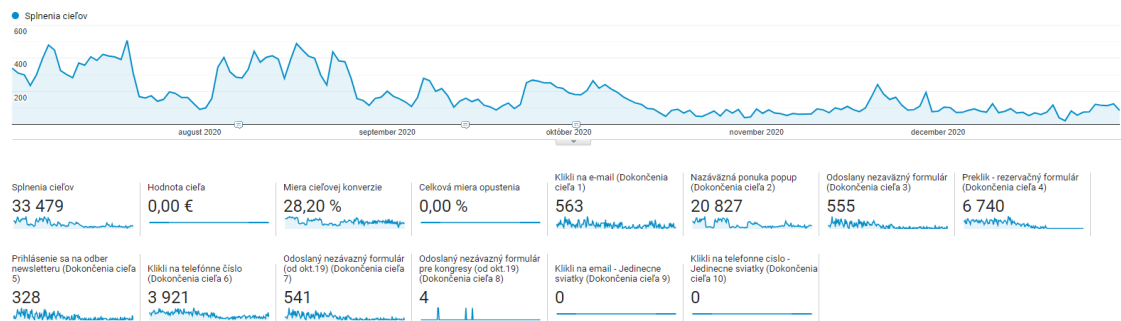 Splnenia cieľov
600
400
200
august 2020
september 2020
október 2020
november 2020
december 2020
Splnenia cieľov
33 479
Hodnota cieľa
0,00 €
Miera cieľovej konverzie
28,20 %
Celková miera opustenia
0,00 %
Klikli na e-mail (Dokončenia
cieľa 1)
563
Nazáväzná ponuka popup
(Dokončenia cieľa 2)
20 827
Odoslany nezavázný formulár
(Dokončenia cieľa 3)
555
Preklik - rezervačný formulár
(Dokončenia cieľa 4)
6 740
Prihlásenie sa na odber
newsletteru (Dokončenia cieľa
5)
328
Klikli na telefónne číslo
(Dokončenia cieľa 6)
3 921
Odoslaný nezávazný formulár
(od okt.19) (Dokončenia cieľa
7)
541
Odoslaný nezávazný formulár
pre kongresy (od okt.19)
(Dokončenia cieľa 8)
4
Klikli na email - Jedinecne
sviatky (Dokončenia cieľa 9)
0
Klikli na telefonne cislo -
Jedinecne sviatky (Dokončenia
cieľa 10)
0